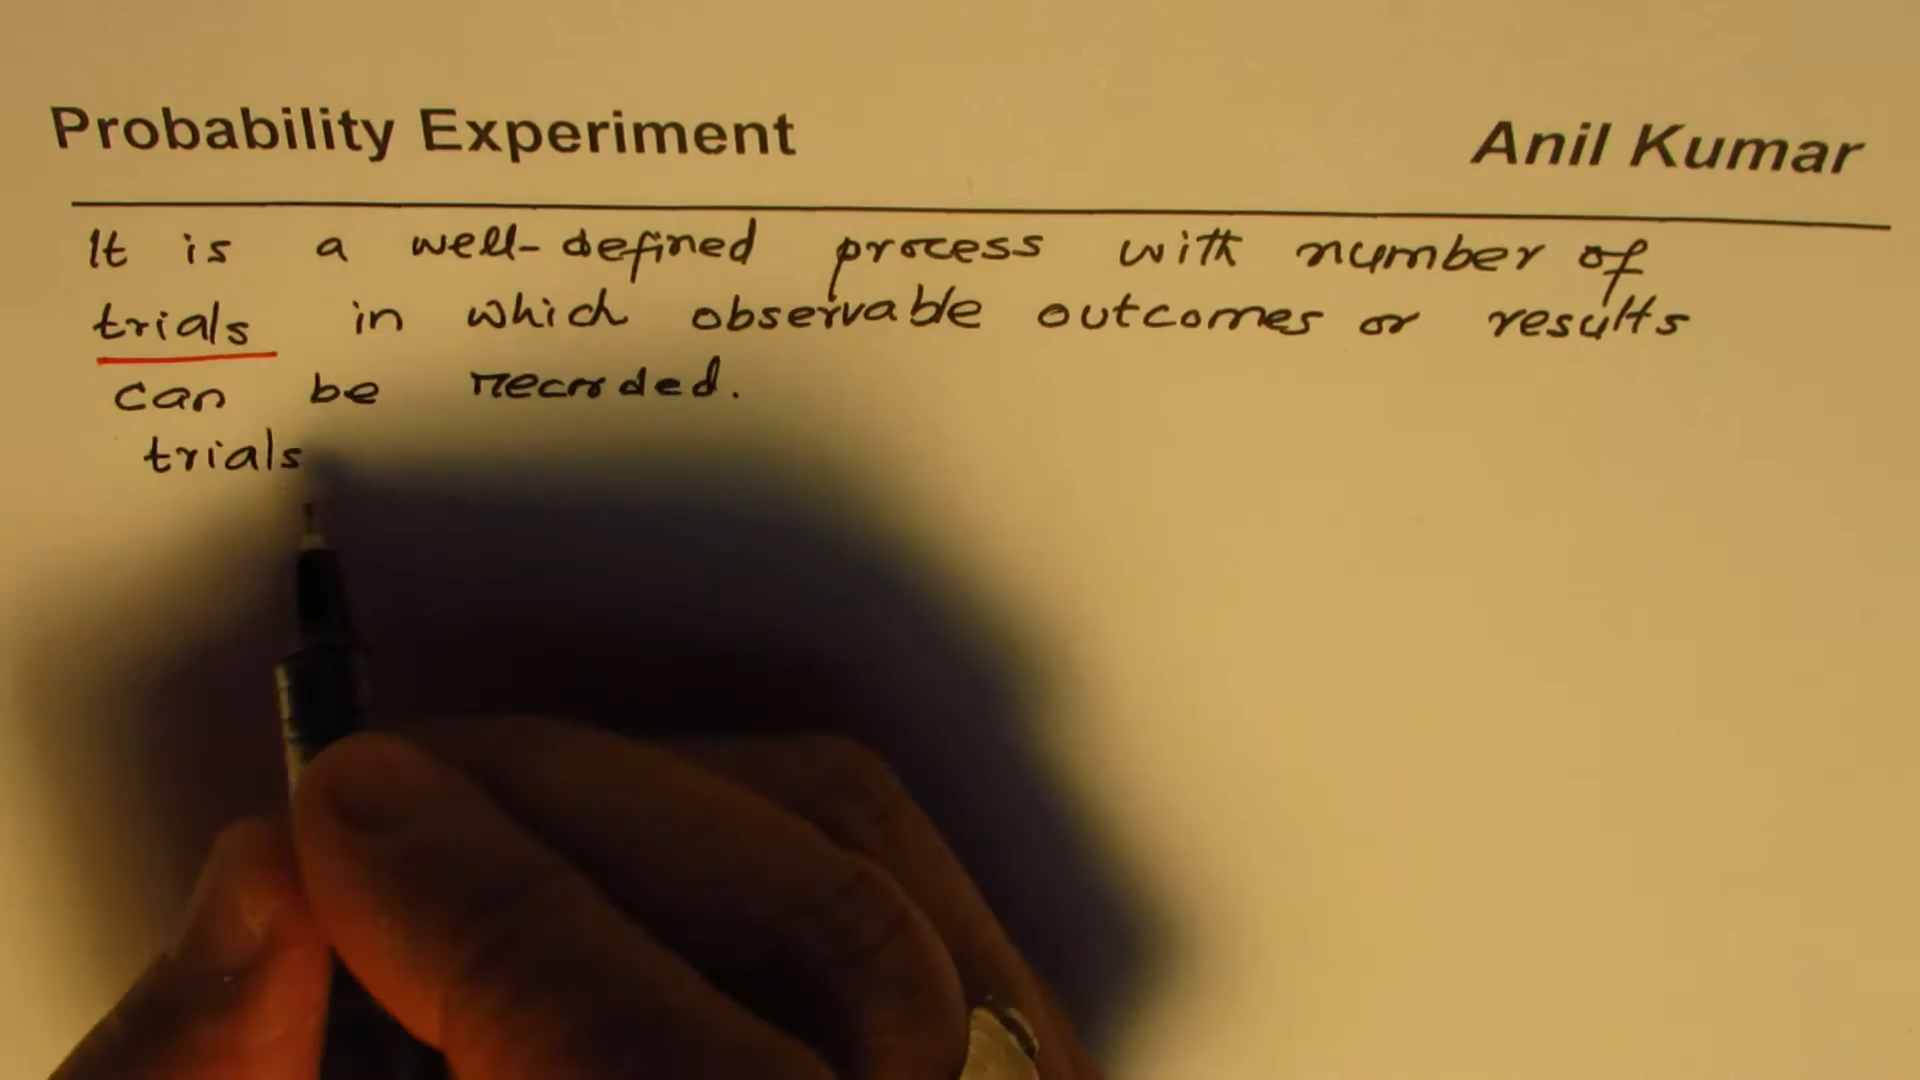 Probability Experiment Anil Kumar
It is a well-defined process with number of
trials in which observable outcomes or results
can be recorded.
trials